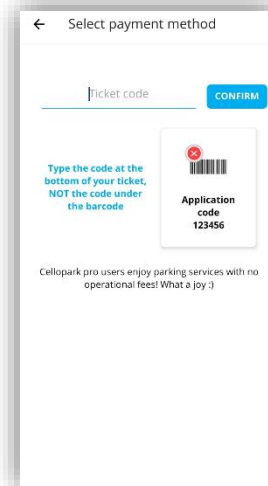 Select payment method
Ticket code
CONFIRM
Type the code at the
bottom of your ticket,
NOT the code under
the barcode
Application
code
123456
Cellopark pro users enjoy parking services with no
operational fees! What a joy :)